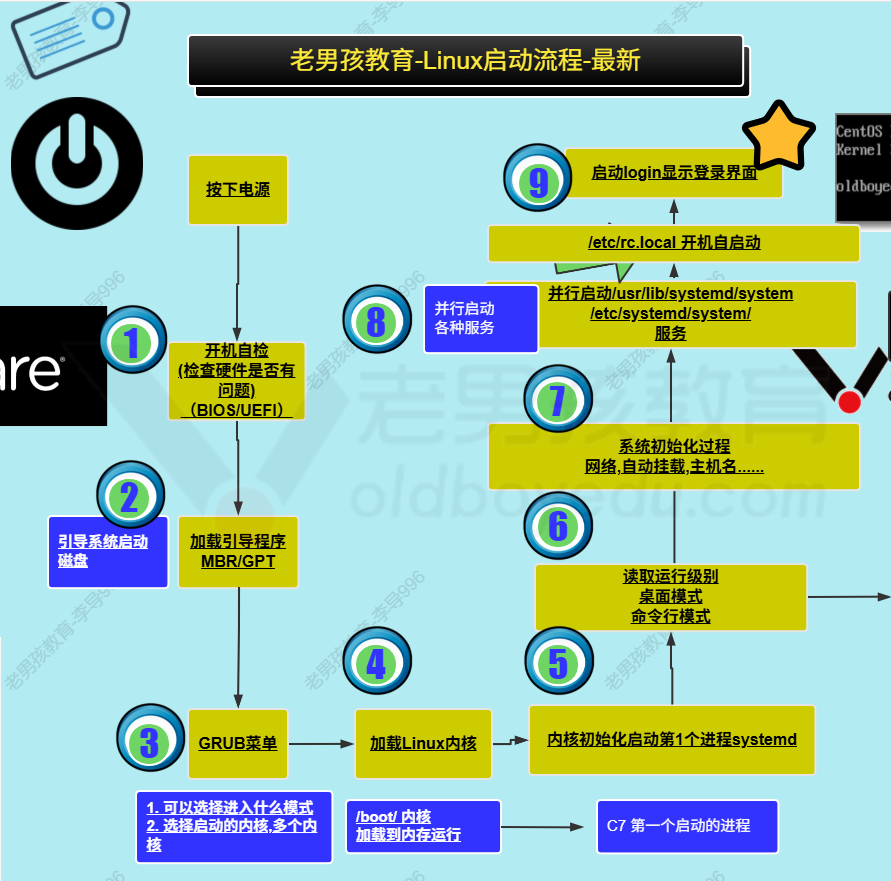 老男孩教育-Linux启动流程-最新
按下电源
1
开机自检
(检查硬件是否有
问题)
（BIOS/UEFI）
2
引导系统启动
磁盘
加载引导程序
MBR/GPT
3
GRUB菜单
1. 可以选择进入什么模式
2. 选择启动的内核,多个内
核
4
加载Linux内核
/boot/ 内核
加载到内存运行
5
内核初始化启动第1个进程systemd
C7 第一个启动的进程
6
读取运行级别
桌面模式
命令行模式
7
系统初始化过程
网络,自动挂载,主机名......
8
并行启动
各种服务
并行启动/usr/lib/systemd/system
/etc/systemd/system/
服务
/etc/rc.local 开机自启动
9
启动login显示登录界面
CentOS
Kernel
oldboye
are®
老男孩教育
oldboyedu.com
老男孩教育-李导996
老男孩教育-李导996